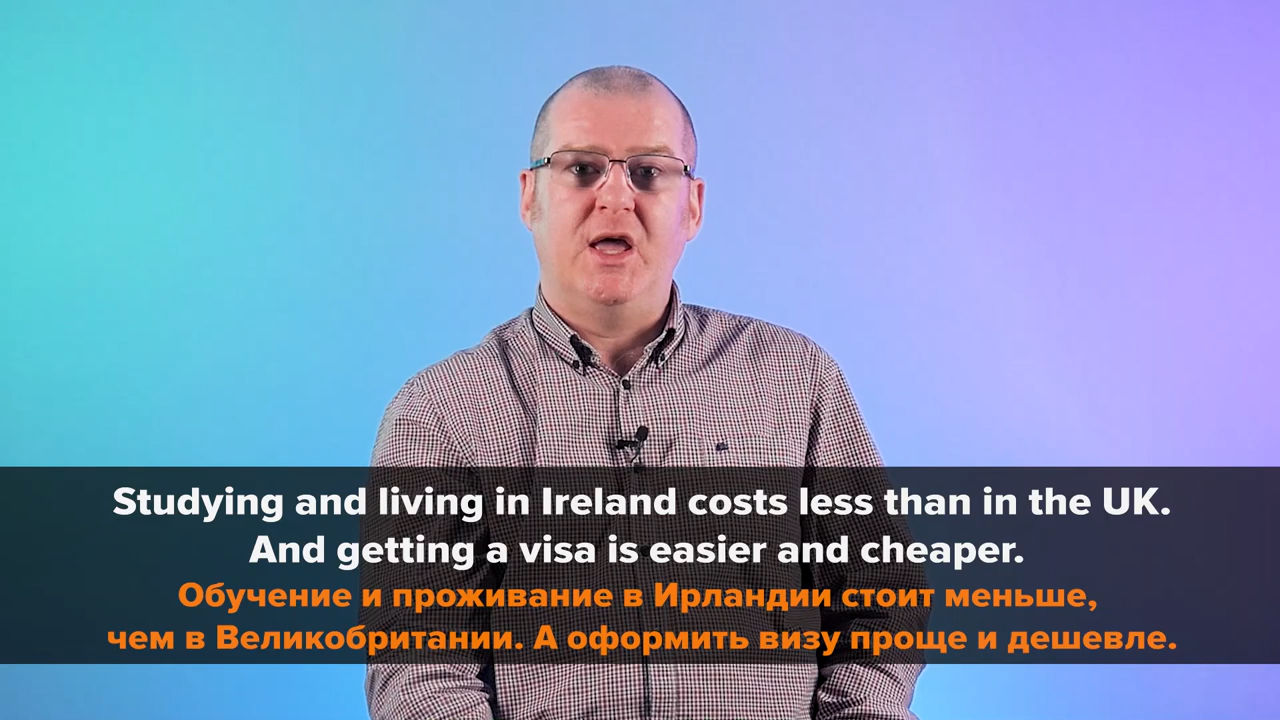 Studying and living in Ireland costs less than in the UK.
And getting a visa is easier and cheaper.
Обучение и проживание в Ирландии стоит меньше,
чем в Великобритании. А оформить визу проще и дешевле.